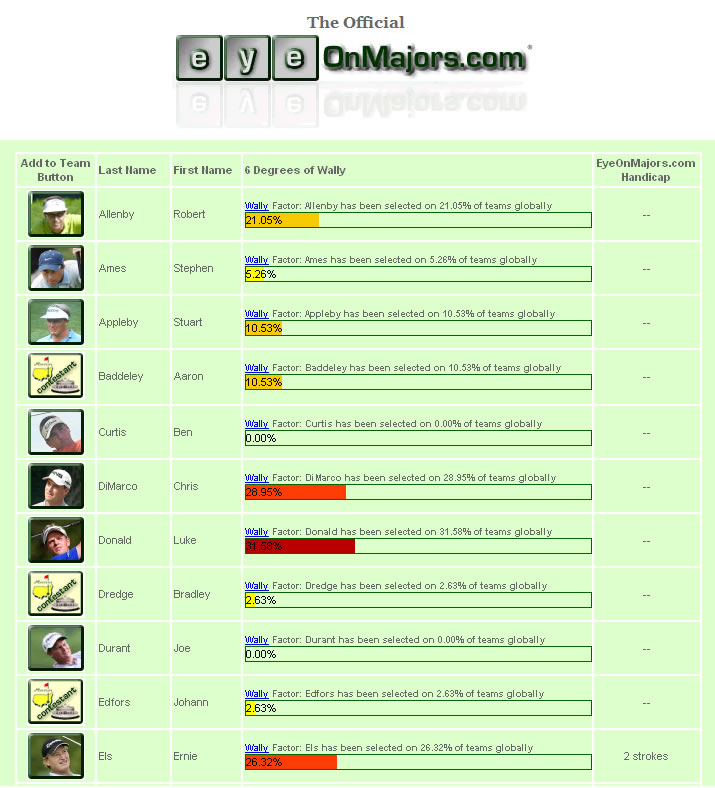 The Official
eye OnMajors.com
Add to Team Button Last Name First Name 6 Degrees of Wally EyeOnMajors.com Handicap
Allenby Robert Wally Factor: Allenby has been selected on 21.05% of teams globally --
21.05%
Ames Stephen Wally Factor: Ames has been selected on 5.26% of teams globally --
5.26%
Appleby Stuart Wally Factor: Appleby has been selected on 10.53% of teams globally --
10.53%
contestant Baddeley Aaron Wally Factor: Baddeley has been selected on 10.53% of teams globally --
10.53%
Curtis Ben Wally Factor: Curtis has been selected on 0.00% of teams globally --
0.00%
DiMarco Chris Wally Factor: DiMarco has been selected on 28.95% of teams globally --
28.95%
Donald Luke Wally Factor: Donald has been selected on 31.58% of teams globally --
31.58%
contestant Dredge Bradley Wally Factor: Dredge has been selected on 2.63% of teams globally --
2.63%
Durant Joe Wally Factor: Durant has been selected on 0.00% of teams globally --
0.00%
contestant Edfors Johann Wally Factor: Edfors has been selected on 2.63% of teams globally --
2.63%
Els Ernie Wally Factor: Els has been selected on 26.32% of teams globally 2 strokes
26.32%